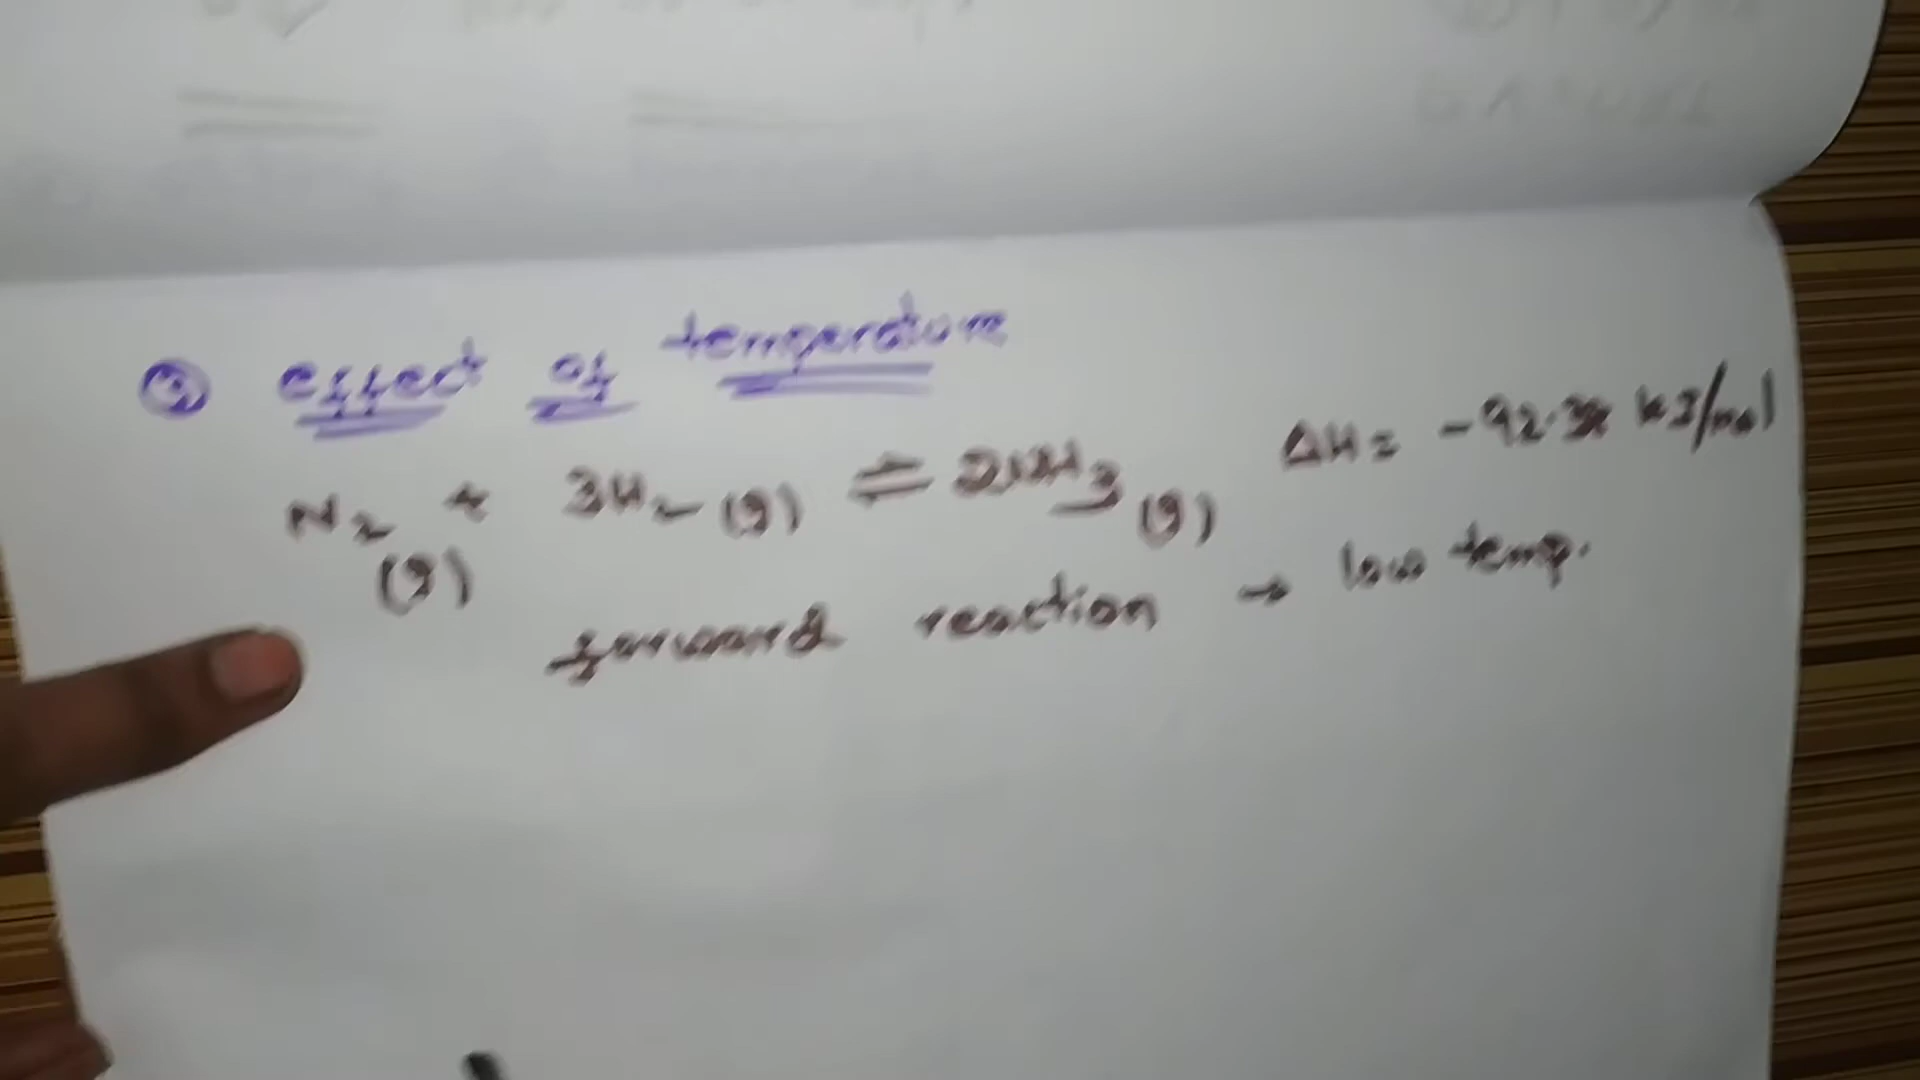 ③ effect of temperature
N₂(g) + 3H₂(g) ⇌ 2NH₃(g) ΔH = -92.38 kJ/mol
forward reaction → low temp.